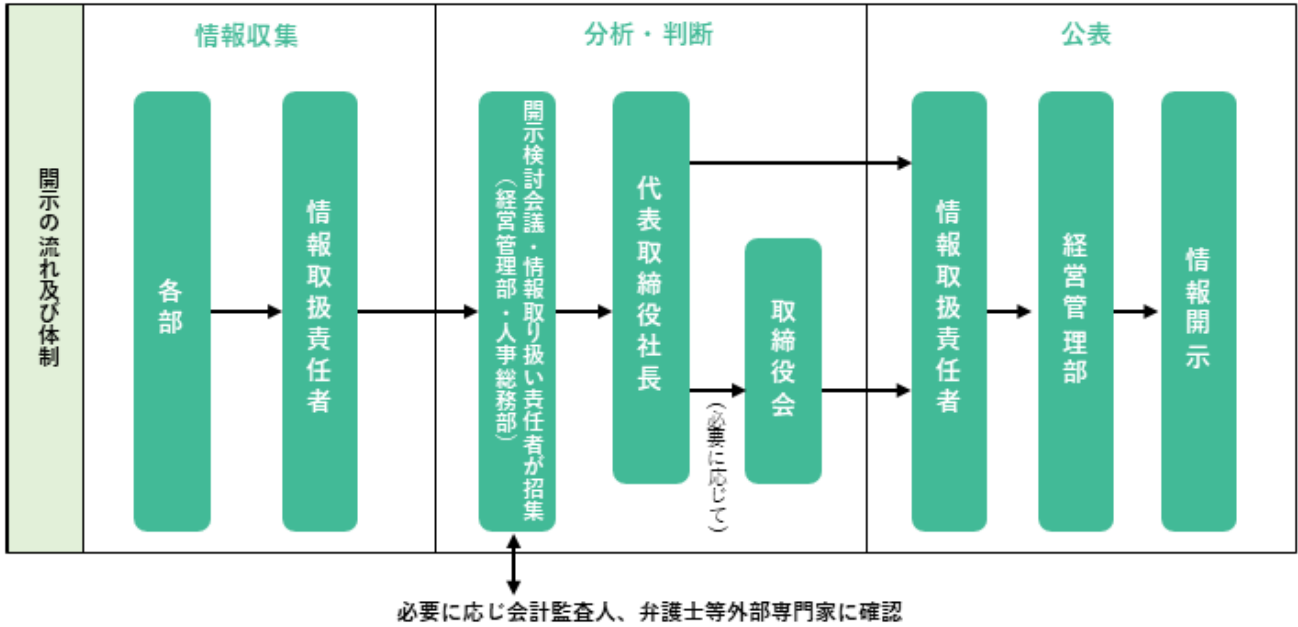 開示の流れ及び体制
情報収集
分析・判断
公表
各部
情報取扱責任者
開示検討会議・情報取り扱い責任者が招集
（経営管理部・人事総務部）
代表取締役社長
（必要に応じて）
取締役会
情報取扱責任者
経営管理部
情報開示
必要に応じ会計監査人、弁護士等外部専門家に確認